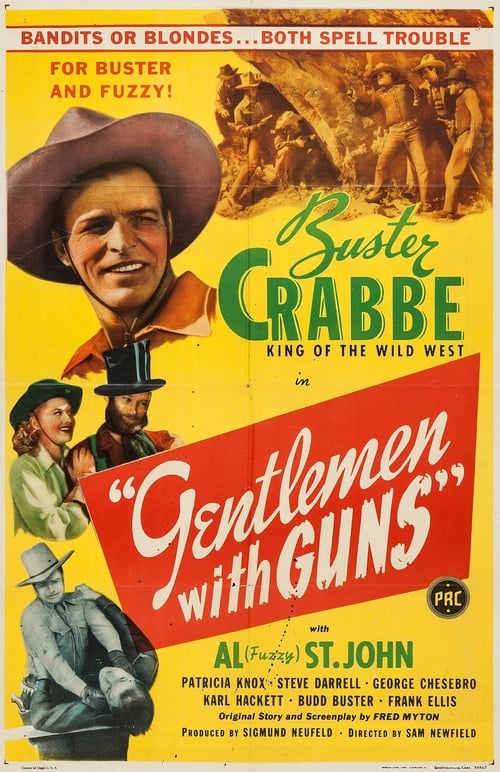 BANDITS OR BLONDES...BOTH SPELL TROUBLE
FOR BUSTER
AND FUZZY!
Buster
CRABBE
KING OF THE WILD WEST
in
"Gentlemen
with GUNS"
PRC
with
AL (Fuzzy) ST. JOHN
PATRICIA KNOX · STEVE DARRELL · GEORGE CHESEBRO
KARL HACKETT · BUDD BUSTER · FRANK ELLIS
Original Story and Screenplay by FRED MYTON
PRODUCED BY SIGMUND NEUFELD · DIRECTED BY SAM NEWFIELD